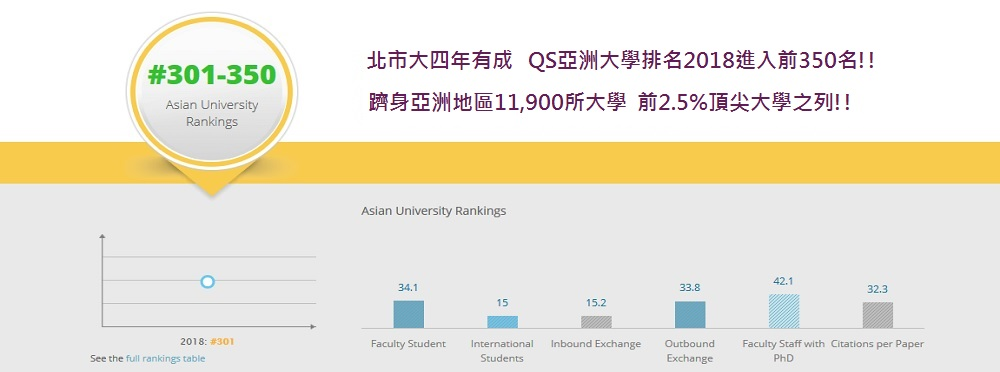 #301-350
Asian University
Rankings
北市大四年有成 QS亞洲大學排名2018進入前350名!!
躋身亞洲地區11,900所大學 前2.5%頂尖大學之列!!
Asian University Rankings
34.1
15
15.2
33.8
42.1
32.3
Faculty Student
International
Students
Inbound Exchange
Outbound
Exchange
Faculty Staff with
PhD
Citations per Paper
2018: #301
See the full rankings table